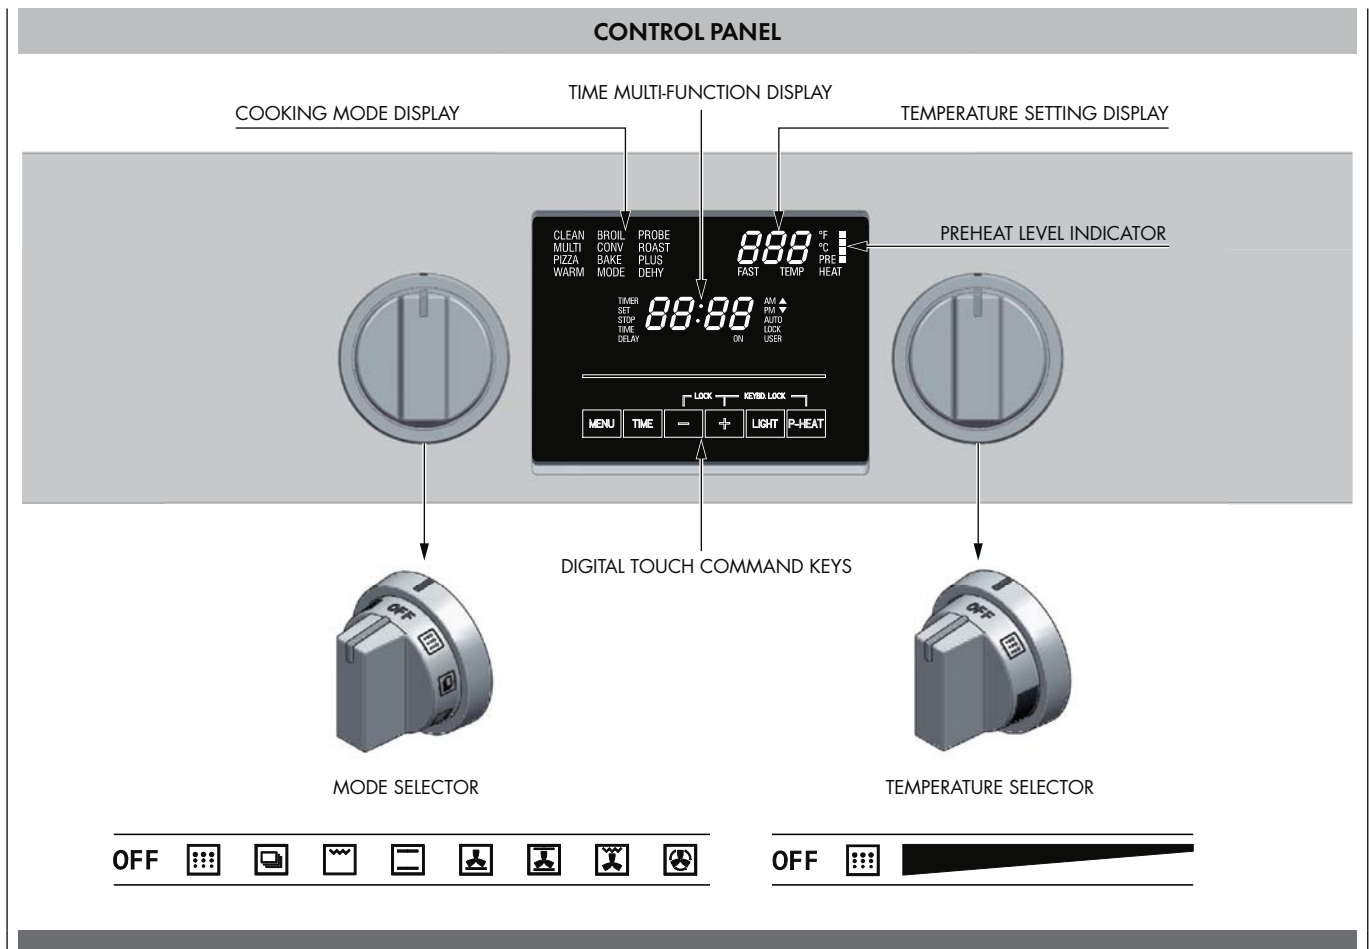 CONTROL PANEL
TIME MULTI-FUNCTION DISPLAY
COOKING MODE DISPLAY
TEMPERATURE SETTING DISPLAY
PREHEAT LEVEL INDICATOR
CLEAN BROIL PROBE
MULTI CONV ROAST
PIZZA BAKE PLUS
WARM MODE DEHY
888
°F
°C
PRE
HEAT
FAST TEMP
TIMER
SET
STOP
TIME
DELAY
88:88
ON
AM ▲
PM ▼
AUTO
LOCK
USER
LOCK KEYBD. LOCK
MENU TIME - + LIGHT P-HEAT
DIGITAL TOUCH COMMAND KEYS
OFF
OFF
MODE SELECTOR
TEMPERATURE SELECTOR
OFF
OFF